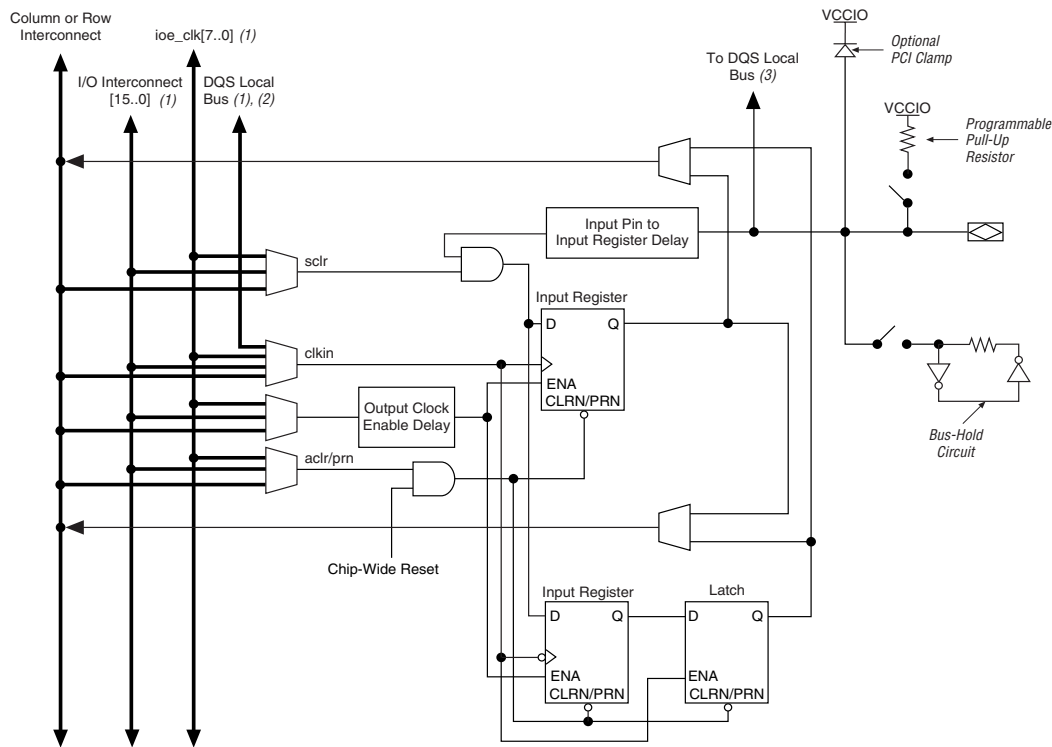 Column or Row
Interconnect
ioe_clk[7..0] (1)
I/O Interconnect
[15..0] (1)
DQS Local
Bus (1), (2)
To DQS Local
Bus (3)
VCCIO
Optional
PCI Clamp
VCCIO
Programmable
Pull-Up
Resistor
Input Pin to
Input Register Delay
sclr
Input Register
D Q
ENA
CLRN/PRN
clkin
Output Clock
Enable Delay
aclr/prn
Chip-Wide Reset
Bus-Hold
Circuit
Input Register
D Q
ENA
CLRN/PRN
Latch
D Q
ENA
CLRN/PRN